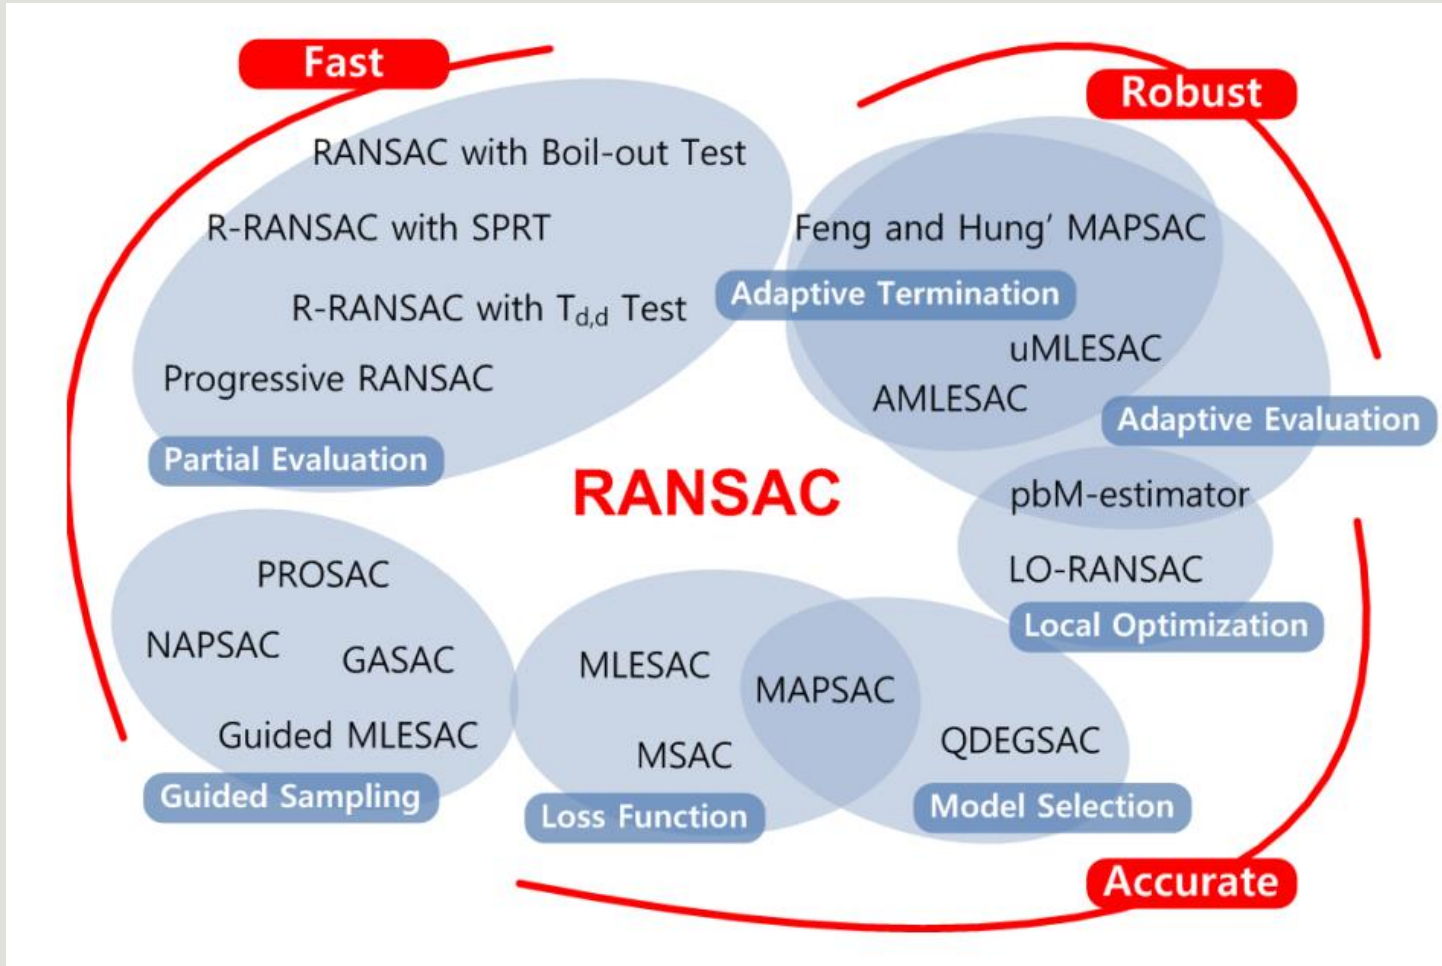 Fast
Robust
RANSAC with Boil-out Test
R-RANSAC with SPRT
R-RANSAC with Td,d Test
Progressive RANSAC
Partial Evaluation
Feng and Hung’ MAPSAC
Adaptive Termination
uMLESAC
AMLESAC
Adaptive Evaluation
RANSAC
pbM-estimator
LO-RANSAC
Local Optimization
PROSAC
NAPSAC
GASAC
Guided MLESAC
Guided Sampling
MLESAC
MAPSAC
MSAC
Loss Function
QDEGSAC
Model Selection
Accurate